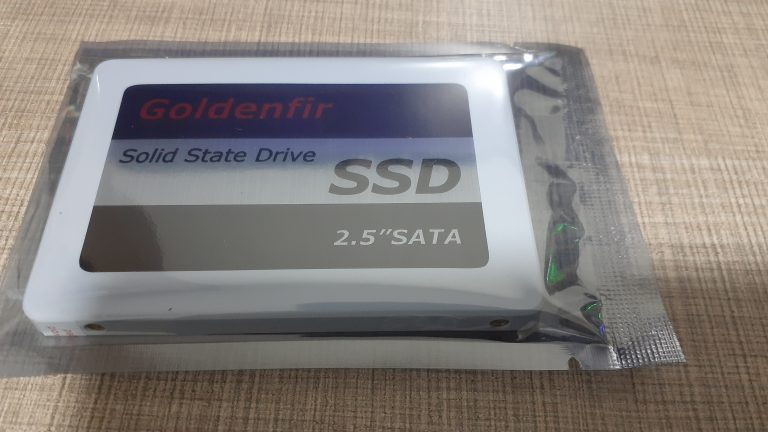 Goldenfir
Solid State Drive
SSD
2.5"SATA